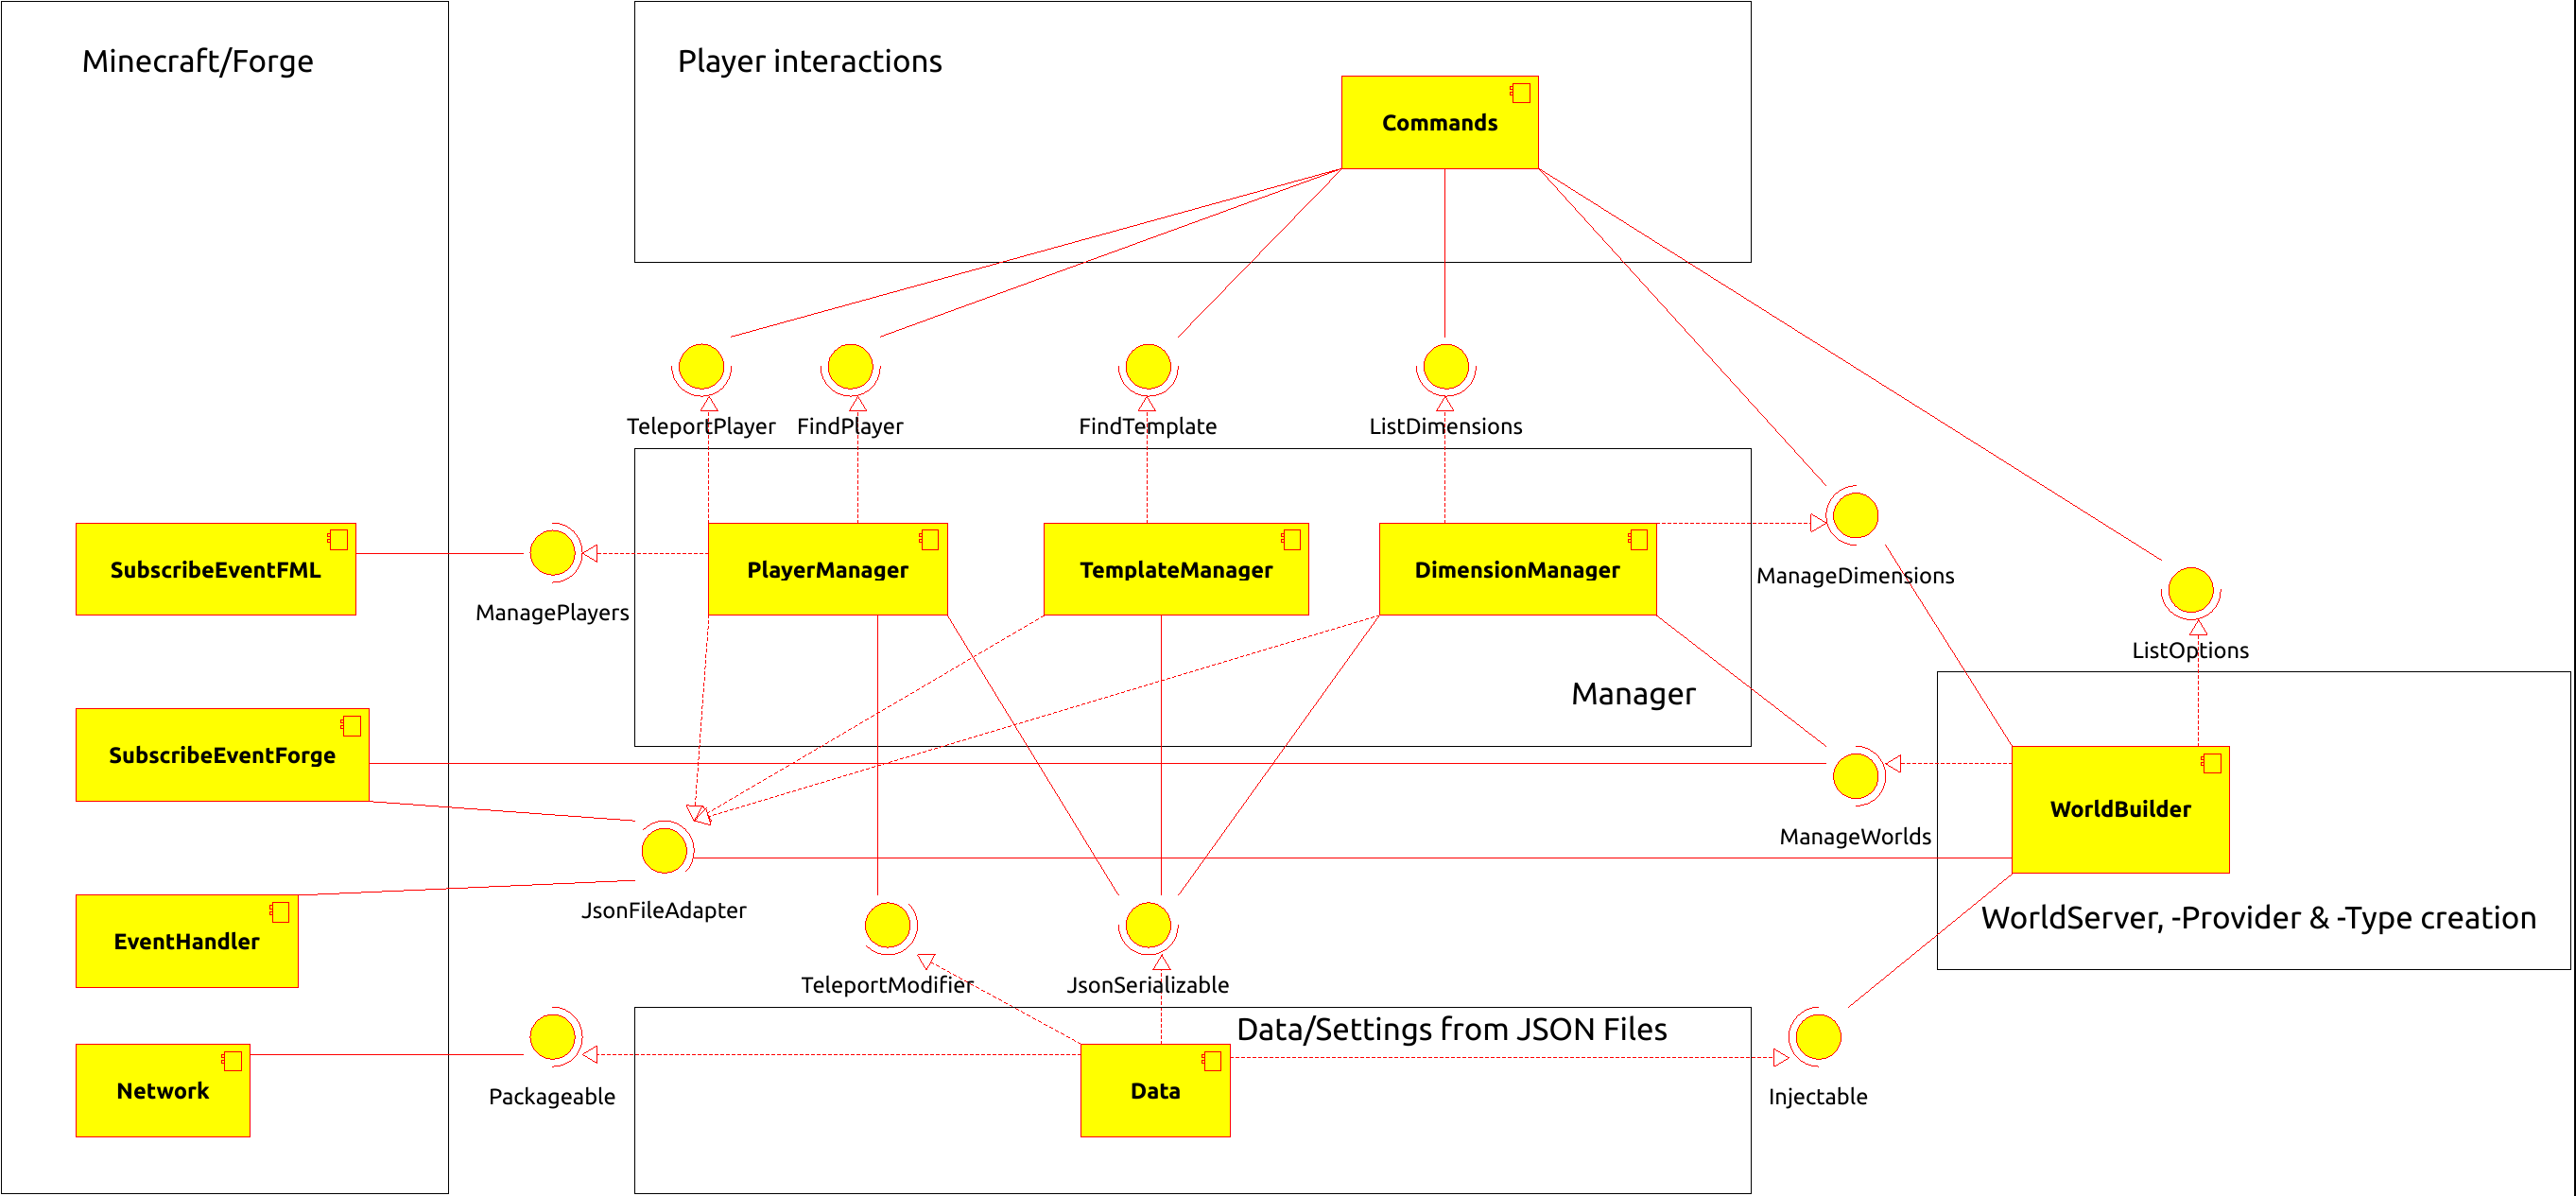 Minecraft/Forge
Player interactions
Commands
TeleportPlayer
FindPlayer
FindTemplate
ListDimensions
SubscribeEventFML
ManagePlayers
PlayerManager
TemplateManager
DimensionManager
ManageDimensions
ListOptions
Manager
SubscribeEventForge
ManageWorlds
WorldBuilder
JsonFileAdapter
WorldServer, -Provider & -Type creation
EventHandler
TeleportModifier
JsonSerializable
Data/Settings from JSON Files
Network
Packageable
Data
Injectable